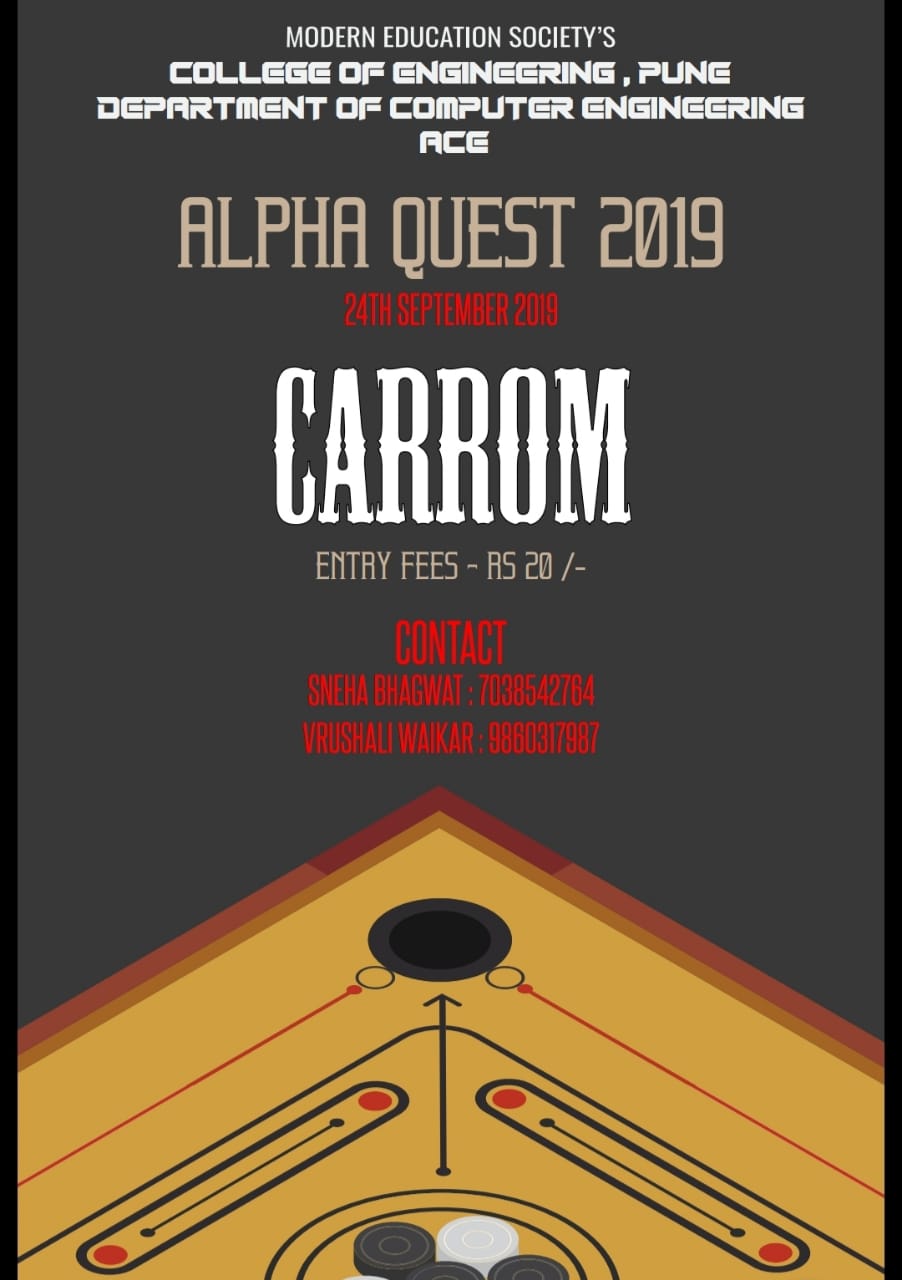 MODERN EDUCATION SOCIETY'S
COLLEGE OF ENGINEERING , PUNE
DEPARTMENT OF COMPUTER ENGINEERING
ACE
ALPHA QUEST 2019
24TH SEPTEMBER 2019
CARROM
ENTRY FEES - RS 20 /-
CONTACT
SNEHA BHAGWAT : 7038542764
VRUSHALI WAIKAR : 9860317987